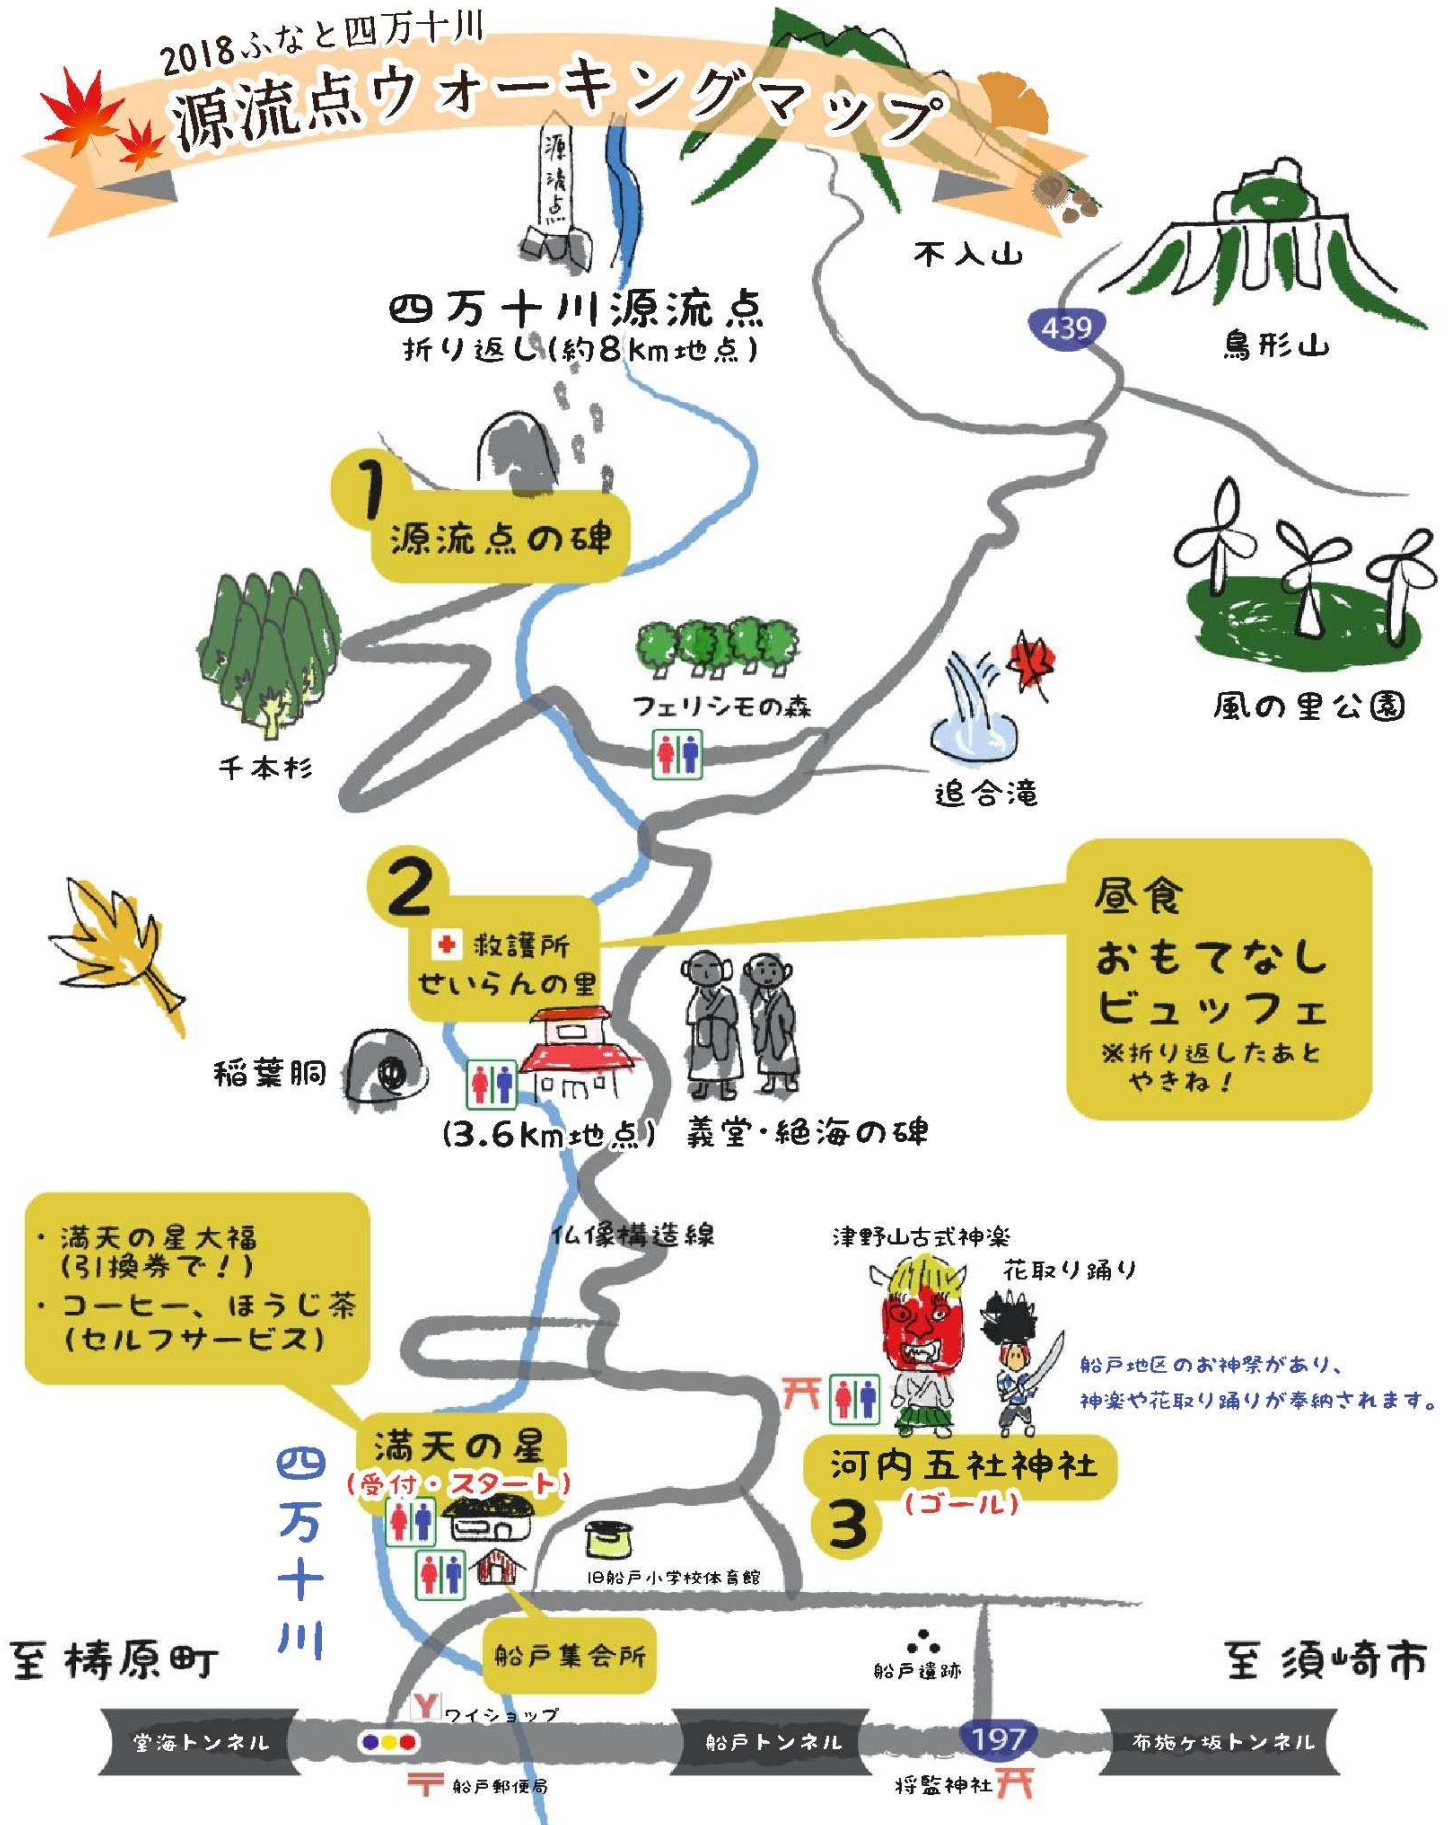 2018ふなと四万十川
源流点ウォーキングマップ
源流点
不入山
四万十川源流点
折り返し(約8km地点)
439
鳥形山
1
源流点の碑
フェリシモの森
風の里公園
千本杉
追合滝
2
救護所
せいらんの里
昼食
おもてなし
ビュッフェ
※折り返したあと
やきね!
稲葉胴
(3.6km地点)
義堂・絶海の碑
・満天の星大福
(引換券で!)
・コーヒー、ほうじ茶
(セルフサービス)
仏像構造線
津野山古式神楽
花取り踊り
船戸地区のお神祭があり、
神楽や花取り踊りが奉納されます。
満天の星
(受付・スタート)
河内五社神社
(ゴール)
3
四万十川
旧船戸小学校体育館
船戸集会所
至梼原町
船戸遺跡
至須崎市
Y ワイショップ
堂海トンネル
船戸トンネル
197
布施ヶ坂トンネル
船戸郵便局
将監神社